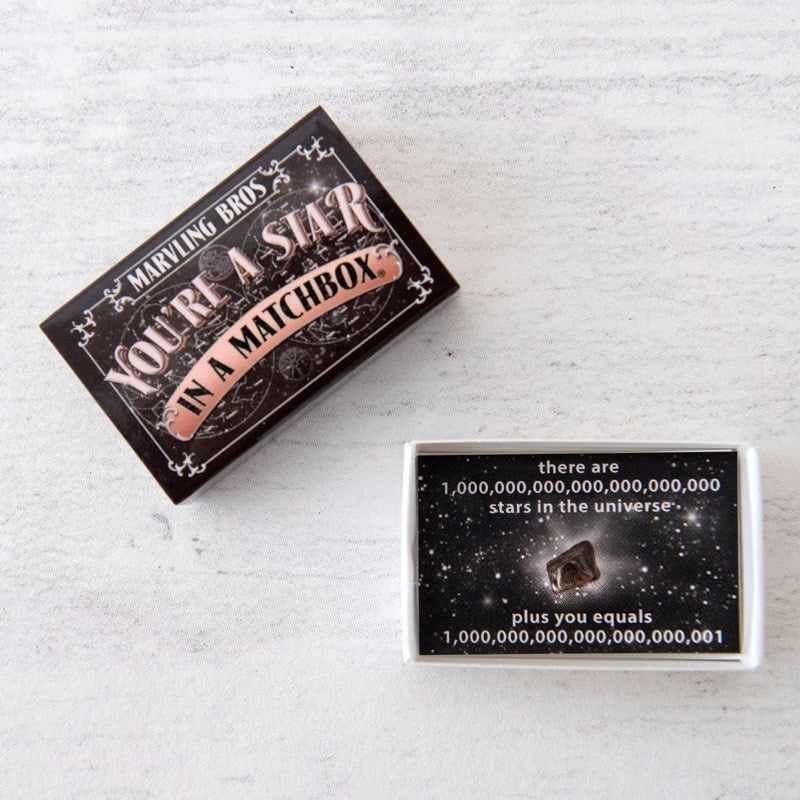 MARVLING BROS
YOU'RE A STAR
IN A MATCHBOX®
there are
1,000,000,000,000,000,000,000
stars in the universe
plus you equals
1,000,000,000,000,000,000,001